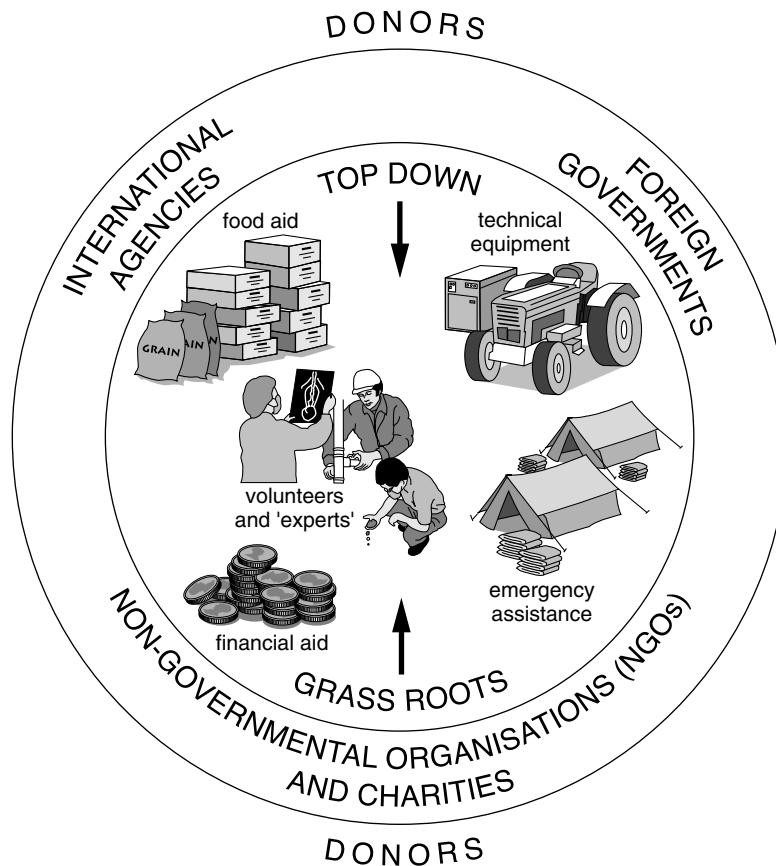 DONORS
INTERNATIONAL
AGENCIES
FOREIGN
GOVERNMENTS
TOP DOWN
food aid
technical
equipment
GRAIN
AIN
N
volunteers
and 'experts'
financial aid
emergency
assistance
GRASS ROOTS
NON-GOVERNMENTAL ORGANISATIONS (NGOs)
AND CHARITIES
DONORS